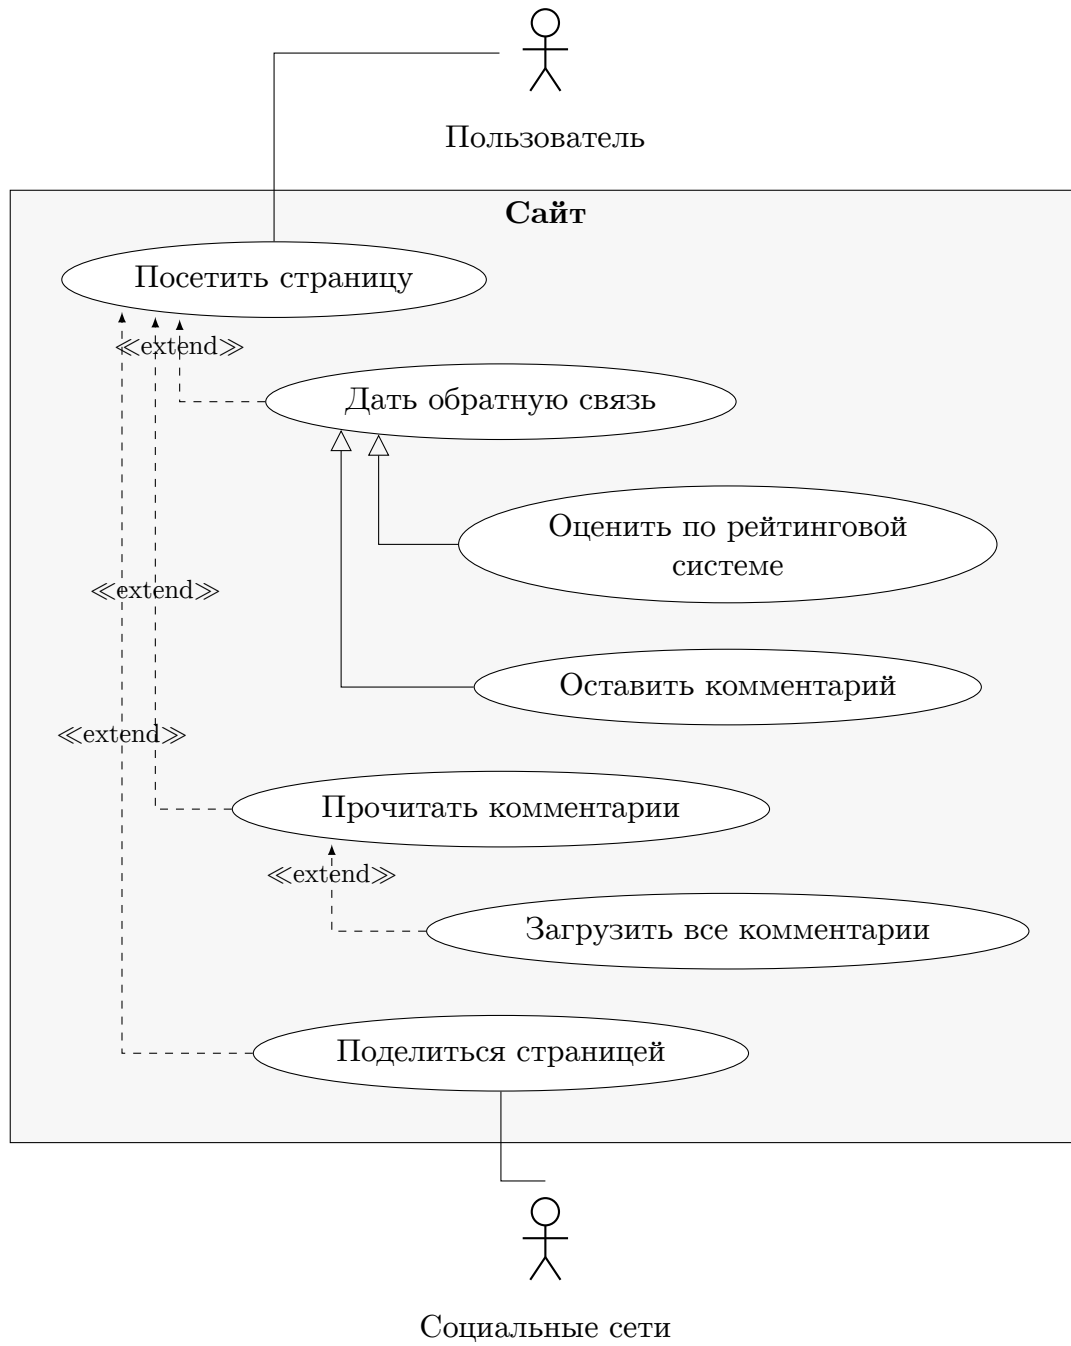 Пользователь
Сайт
Посетить страницу
≪extend≫
Дать обратную связь
Оценить по рейтинговой
системе
≪extend≫
Оставить комментарий
≪extend≫
Прочитать комментарии
≪extend≫
Загрузить все комментарии
Поделиться страницей
Социальные сети